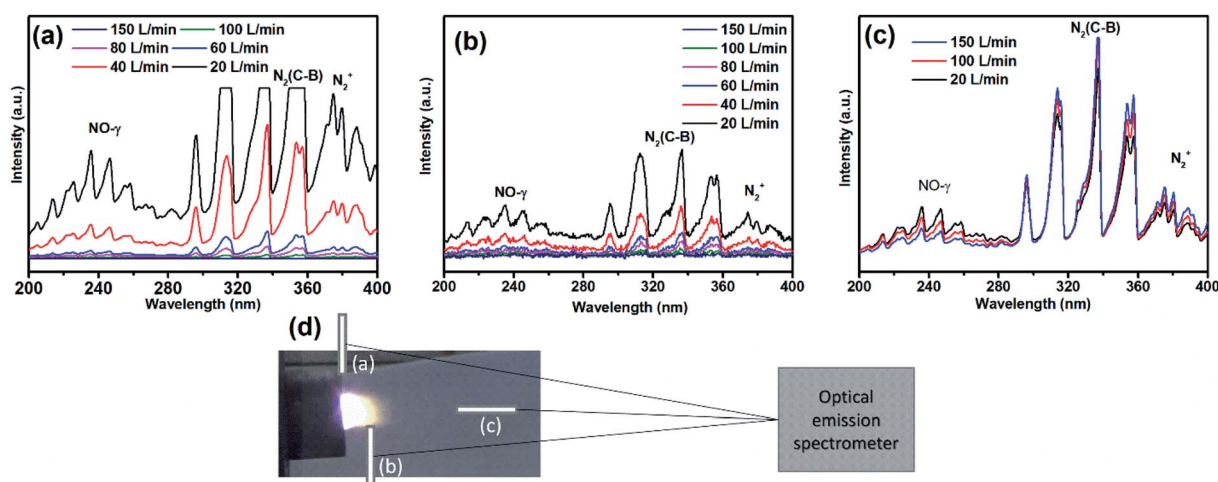 (a)
150 L/min 100 L/min
80 L/min 60 L/min
40 L/min 20 L/min
N2(C-B) N2+
NO-γ
Intensity (a.u.)
200 240 280 320 360 400
Wavelength (nm)
(b)
150 L/min
100 L/min
80 L/min
60 L/min
40 L/min
20 L/min
N2(C-B)
NO-γ
N2+
Intensity (a.u.)
200 240 280 320 360 400
Wavelength (nm)
(c)
N2(C-B)
150 L/min
100 L/min
20 L/min
N2+
NO-γ
Intensity (a.u.)
200 240 280 320 360 400
Wavelength (nm)
(d)
(a)
(c)
(b)
Optical
emission
spectrometer